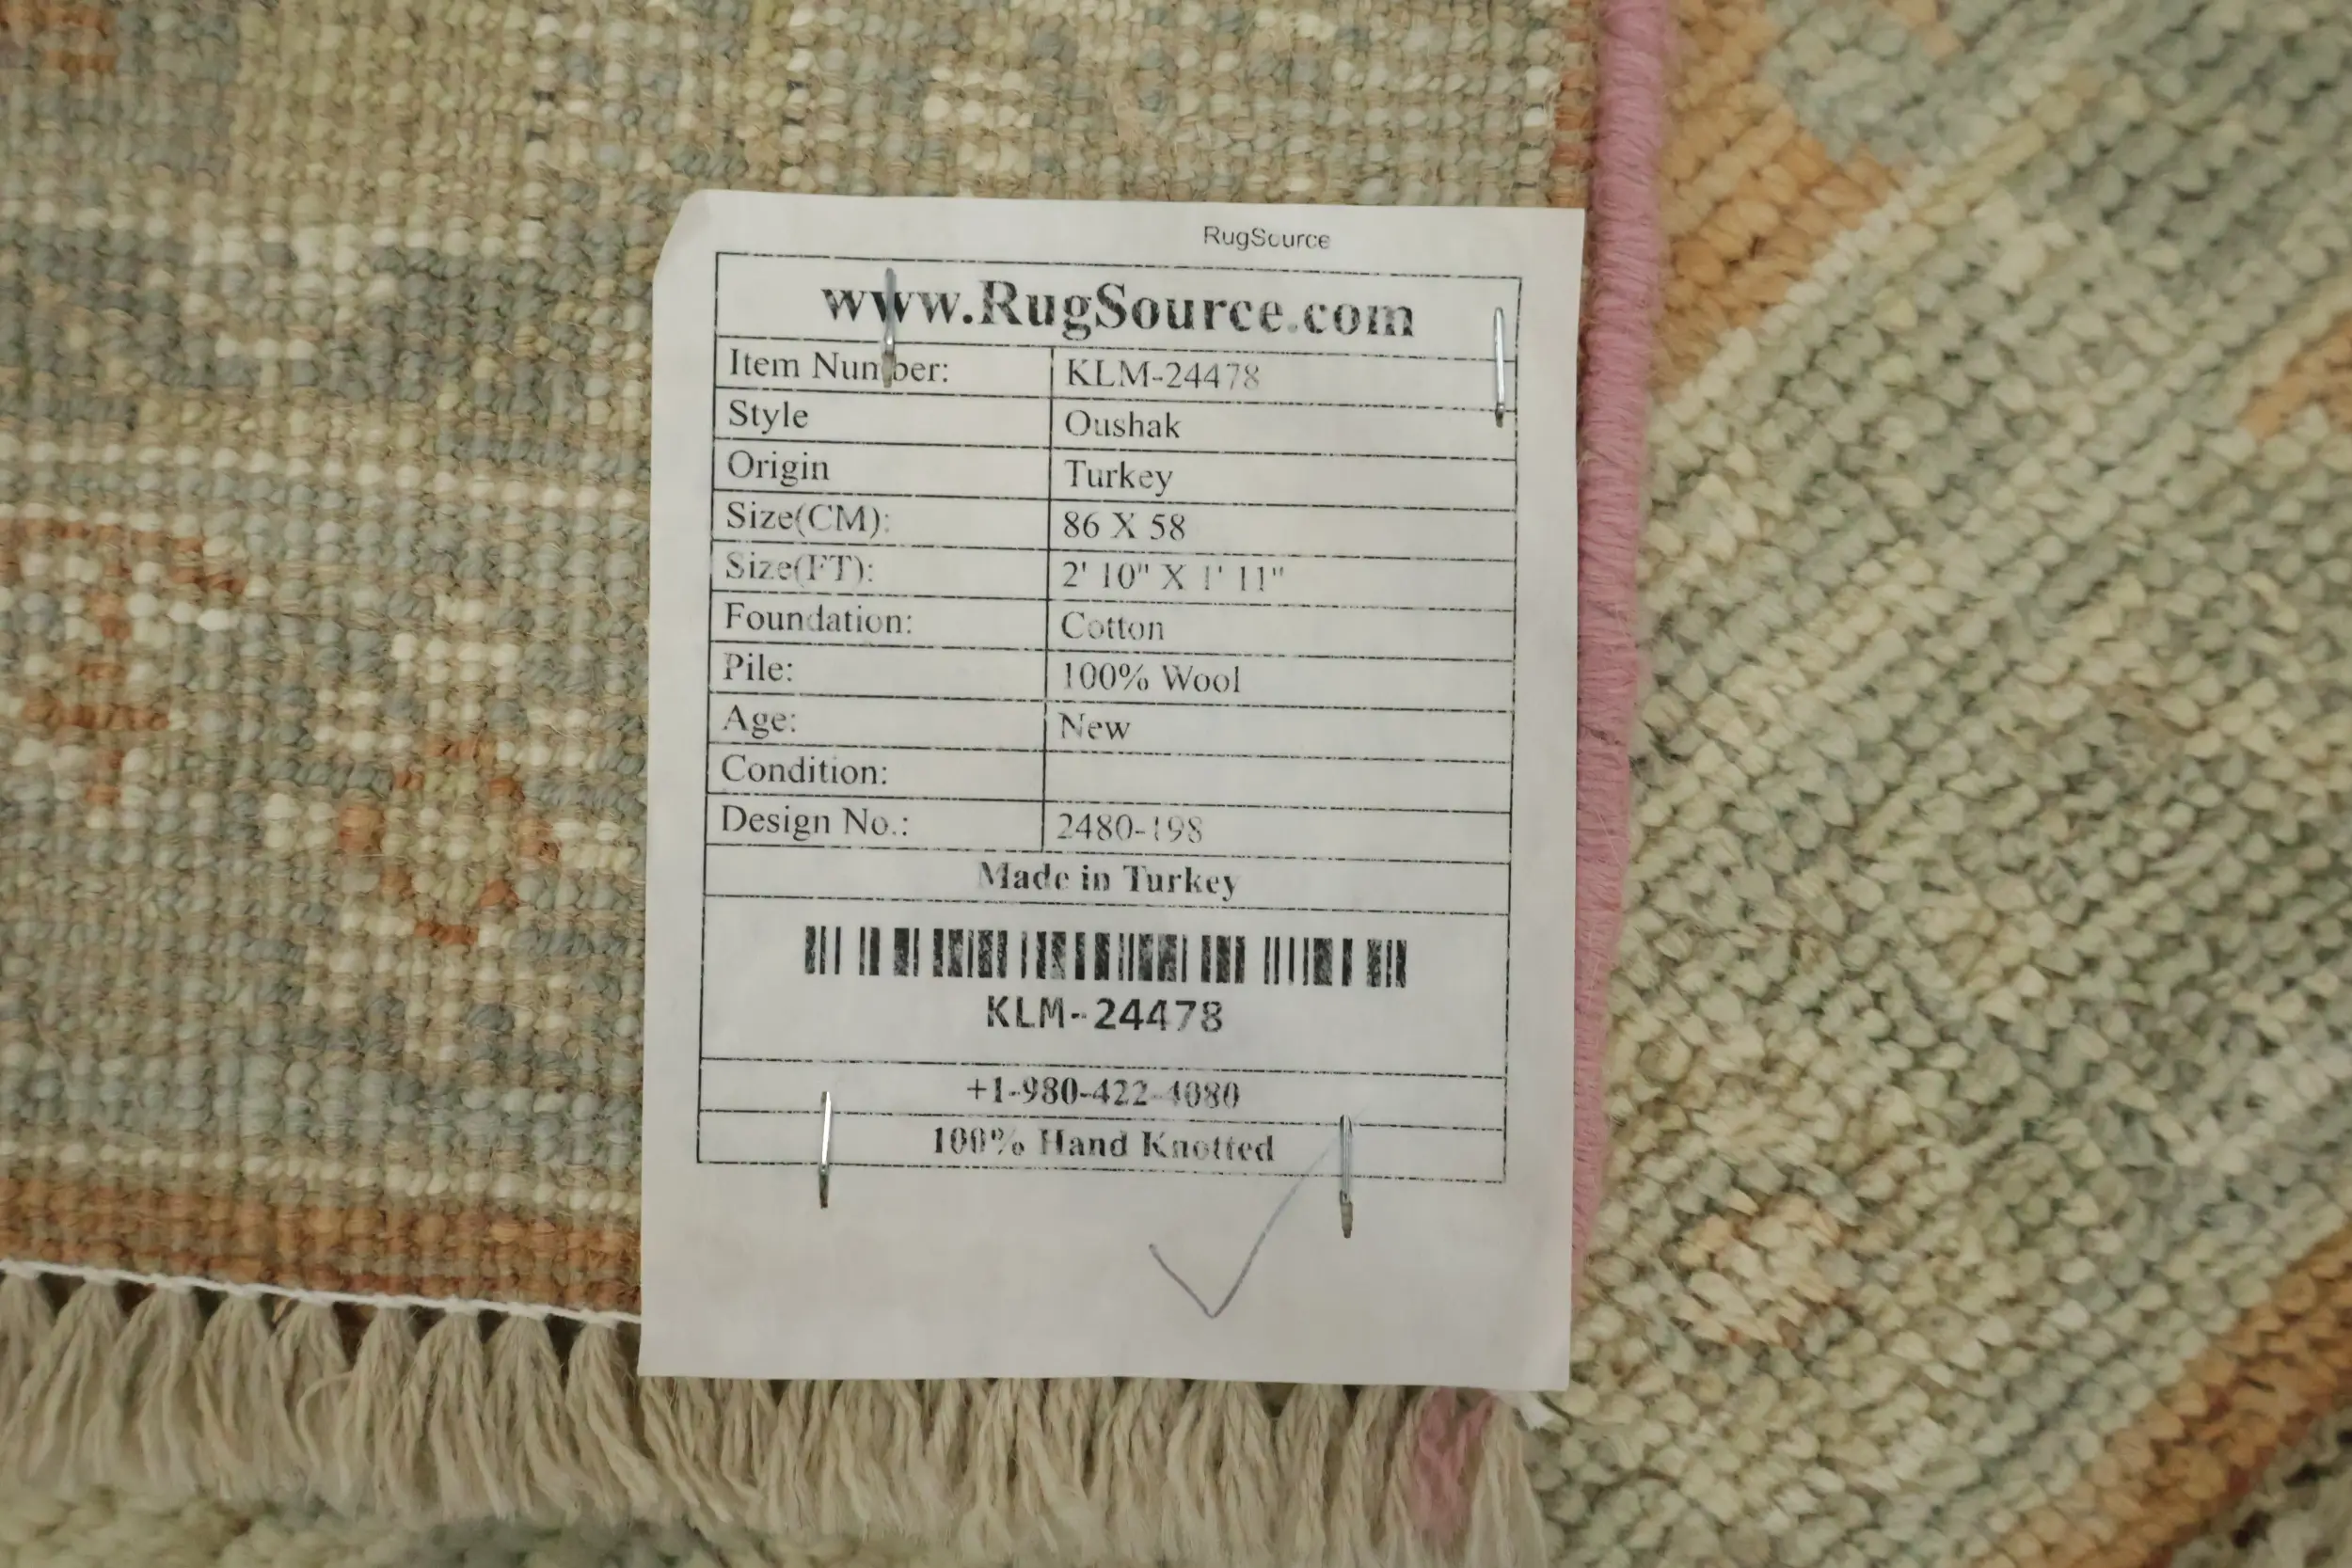 RugSource
www.RugSource.com
Item Number: KLM-24478
Style Oushak
Origin Turkey
Size(CM): 86 X 58
Size(FT): 2' 10" X 1' 11"
Foundation: Cotton
Pile: 100% Wool
Age: New
Condition:
Design No.: 2480-198
Made in Turkey
KLM-24478
+1-980-422-4080
100% Hand Knotted